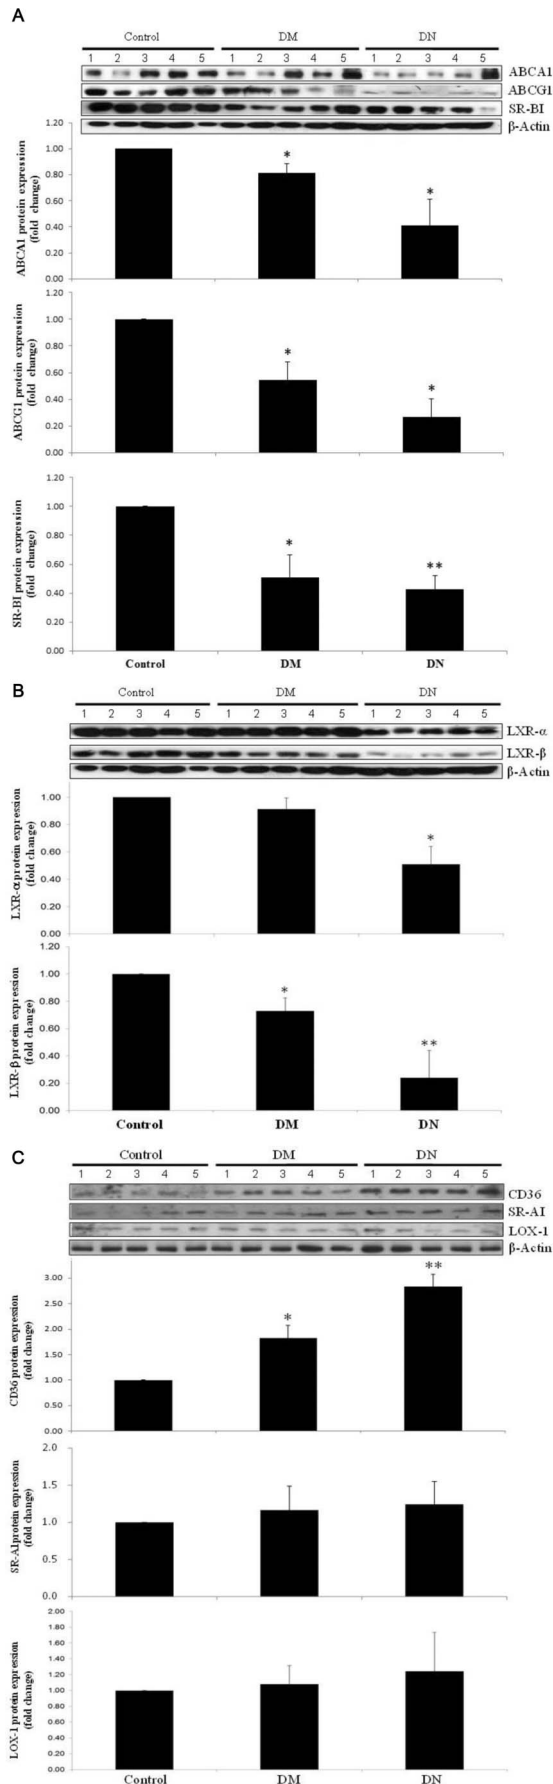 A
Control DM DN
1 2 3 4 5 1 2 3 4 5 1 2 3 4 5
ABCA1
ABCG1
SR-BI
β-Actin
ABCA1 protein expression
(fold change)
1.20
1.00
0.80
0.60
0.40
0.20
0.00
*
*
ABCG1 protein expression
(fold change)
1.20
1.00
0.80
0.60
0.40
0.20
0.00
*
*
SR-BI protein expression
(fold change)
1.20
1.00
0.80
0.60
0.40
0.20
0.00
*
**
Control DM DN
B
Control DM DN
1 2 3 4 5 1 2 3 4 5 1 2 3 4 5
LXR-α
LXR-β
β-Actin
LXR-α protein expression
(fold change)
1.00
0.80
0.60
0.40
0.20
0.00
*
LXR-β protein expression
(fold change)
1.20
1.00
0.80
0.60
0.40
0.20
0.00
*
**
Control DM DN
C
Control DM DN
1 2 3 4 5 1 2 3 4 5 1 2 3 4 5
CD36
SR-AI
LOX-1
β-Actin
CD36 protein expression
(fold change)
3.00
2.50
2.00
1.50
1.00
0.50
0.00
*
**
SR-AI protein expression
(fold change)
2.0
1.5
1.0
0.5
0.0
LOX-1 protein expression
(fold change)
2.00
1.80
1.60
1.40
1.20
1.00
0.80
0.60
0.40
0.20
0.00
Control DM DN